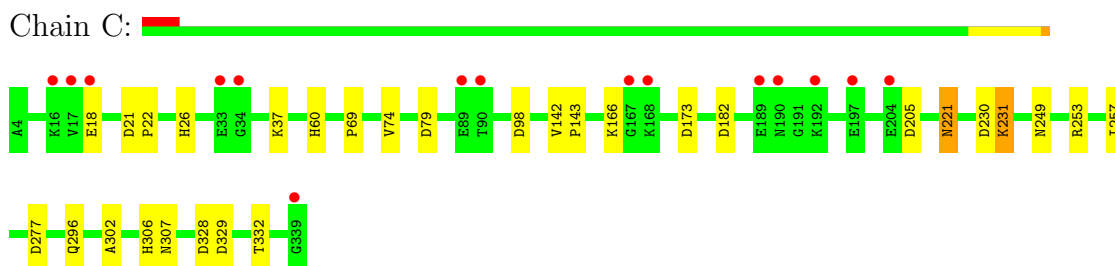 Chain C:
A4 K16 V17 E18 D21 P22 H26 E33 G34 K37 H60 P69 V74 D79 E89 T90 D98 V142 P143 K166 G167 K168 D173 D182 E189 N190 G191 K192 E197 E204 D205 N221 D230 K231 N249 R253
D277 Q296 A302 H306 N307 D328 D329 T332 G339